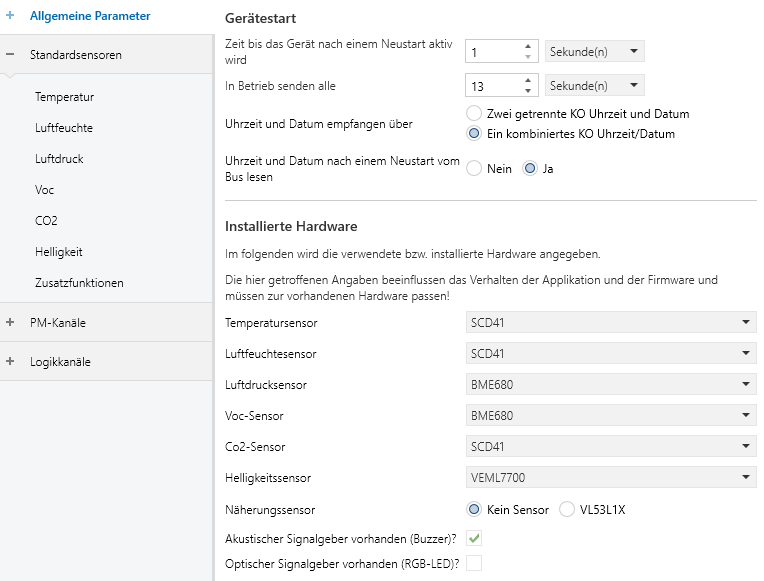 Allgemeine Parameter
Standardsensoren
Temperatur
Luftfeuchte
Luftdruck
Voc
CO2
Helligkeit
Zusatzfunktionen
PM-Kanäle
Logikkanäle
Gerätestart
Zeit bis das Gerät nach einem Neustart aktiv
wird
1 Sekunde(n)
In Betrieb senden alle 13 Sekunde(n)
Uhrzeit und Datum empfangen über
Zwei getrennte KO Uhrzeit und Datum
Ein kombiniertes KO Uhrzeit/Datum
Uhrzeit und Datum nach einem Neustart vom
Bus lesen
Nein Ja
Installierte Hardware
Im folgenden wird die verwendete bzw. installierte Hardware angegeben.
Die hier getroffenen Angaben beeinflussen das Verhalten der Applikation und der Firmware und
müssen zur vorhandenen Hardware passen!
Temperatursensor SCD41
Luftfeuchtesensor SCD41
Luftdrucksensor BME680
Voc-Sensor BME680
Co2-Sensor SCD41
Helligkeitssensor VEML7700
Näherungssensor Kein Sensor VL53L1X
Akustischer Signalgeber vorhanden (Buzzer)?
Optischer Signalgeber vorhanden (RGB-LED)?